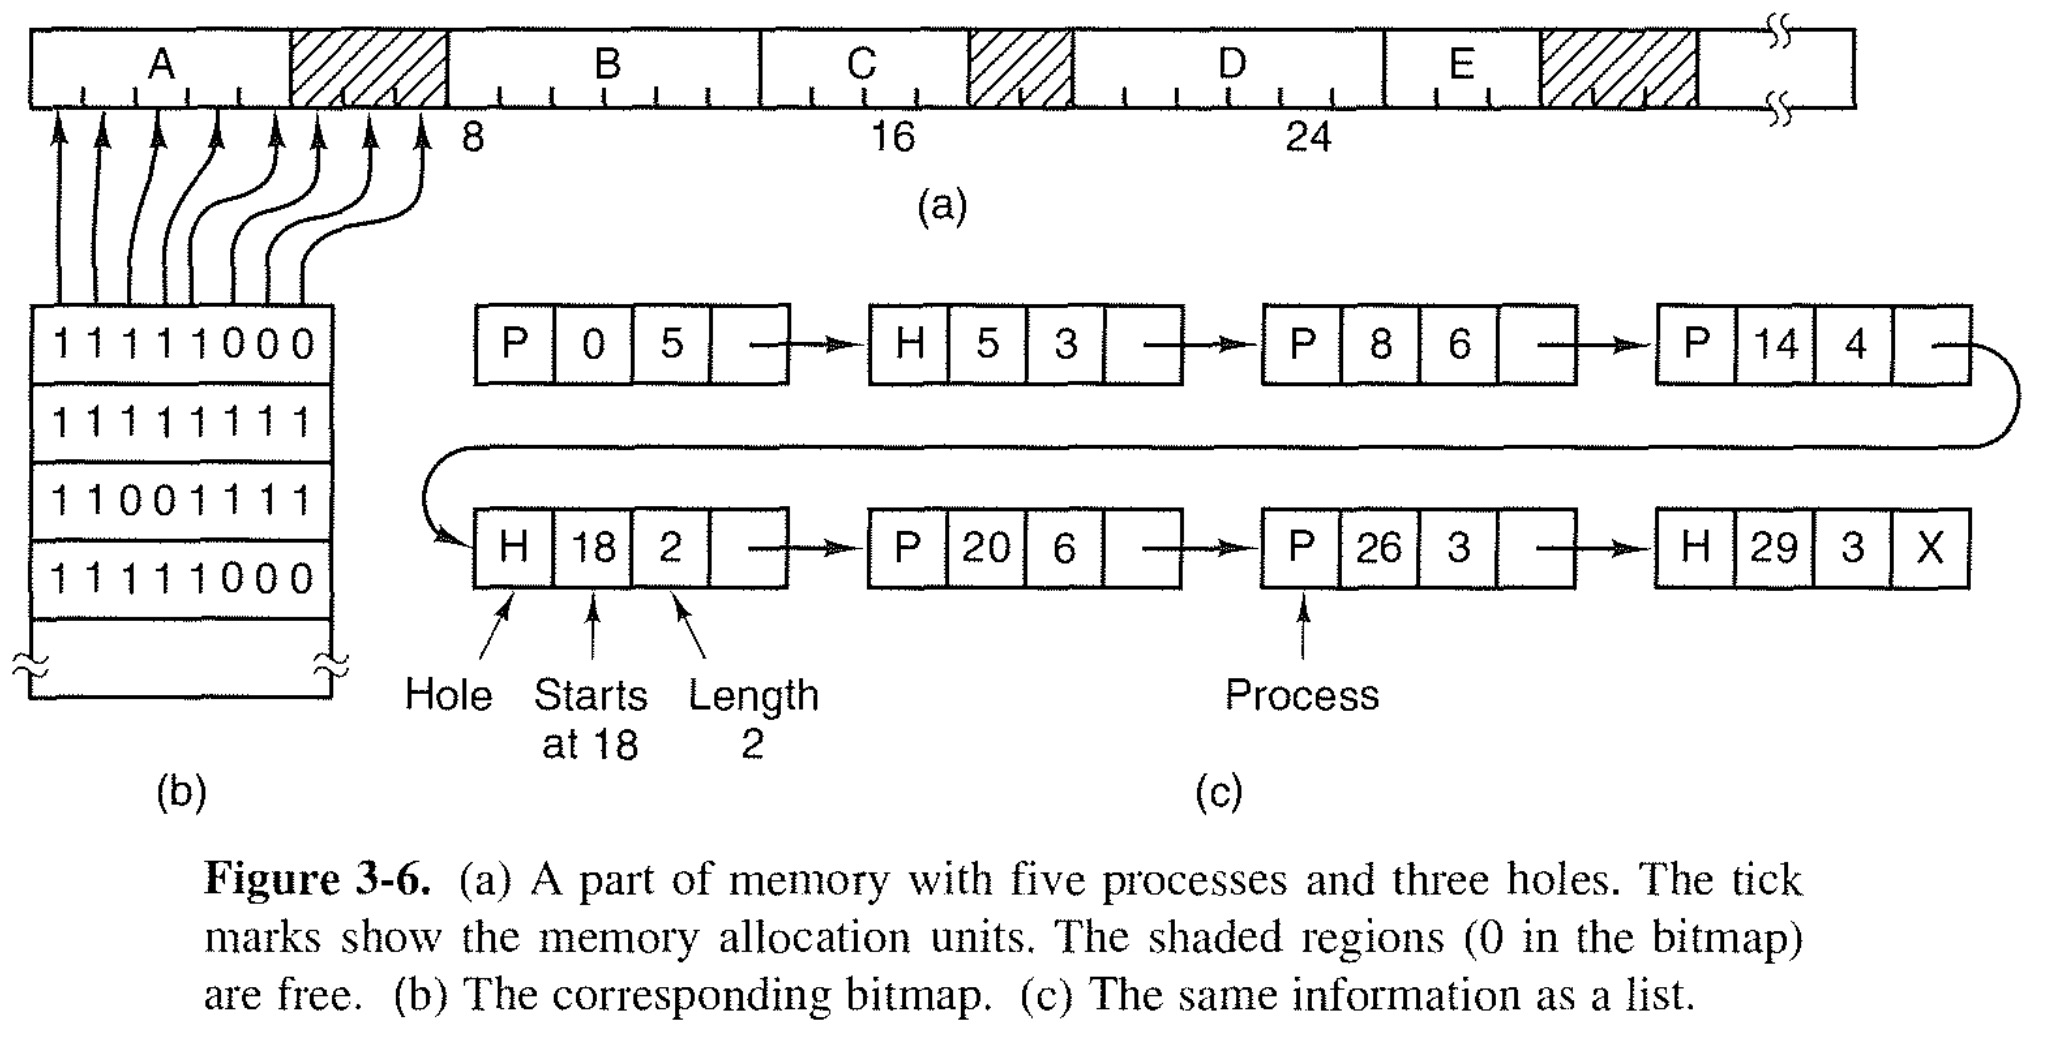 A B C D E
8 16 24
(a)
1 1 1 1 1 0 0 0
1 1 1 1 1 1 1 1
1 1 0 0 1 1 1 1
1 1 1 1 1 0 0 0
(b)
P 0 5 H 5 3 P 8 6 P 14 4
H 18 2 P 20 6 P 26 3 H 29 3 X
Hole Starts Length Process
at 18 2
(c)
Figure 3-6. (a) A part of memory with five processes and three holes. The tick
marks show the memory allocation units. The shaded regions (0 in the bitmap)
are free. (b) The corresponding bitmap. (c) The same information as a list.